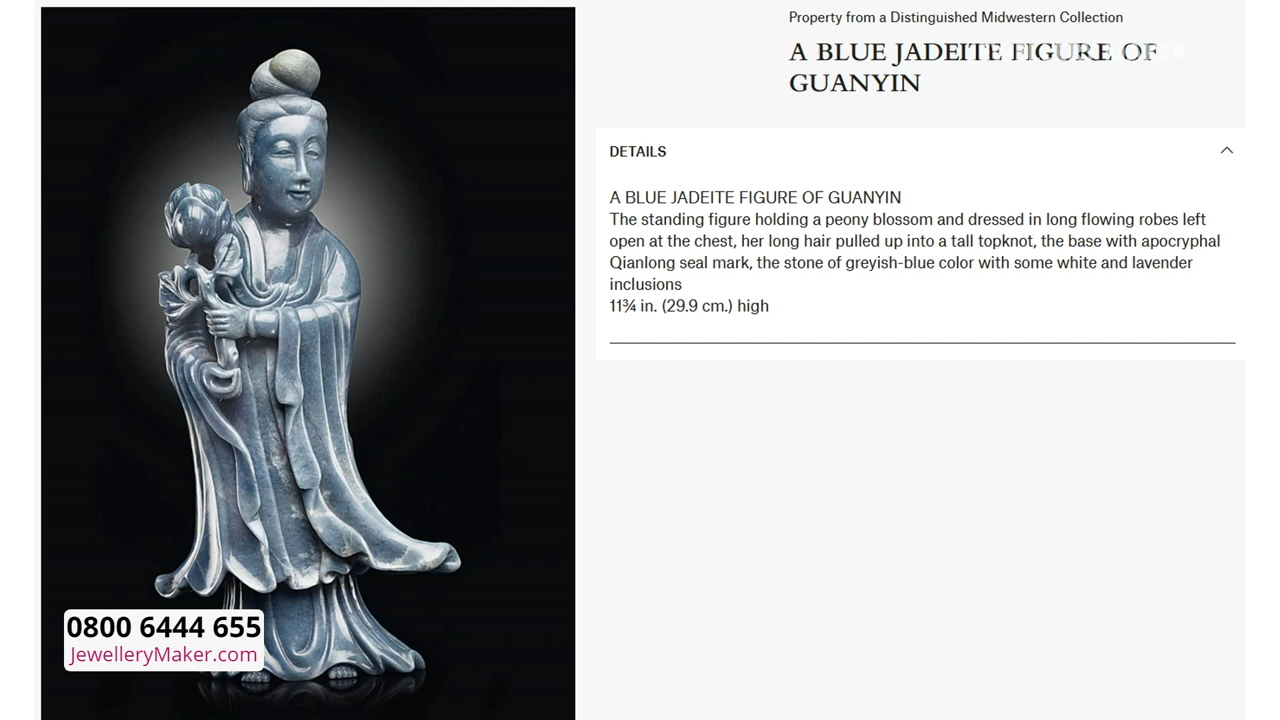 Property from a Distinguished Midwestern Collection
A BLUE JADEITE FIGURE OF
GUANYIN
DETAILS
A BLUE JADEITE FIGURE OF GUANYIN
The standing figure holding a peony blossom and dressed in long flowing robes left
open at the chest, her long hair pulled up into a tall topknot, the base with apocryphal
Qianlong seal mark, the stone of greyish-blue color with some white and lavender
inclusions
11¾ in. (29.9 cm.) high
0800 6444 655
JewelleryMaker.com